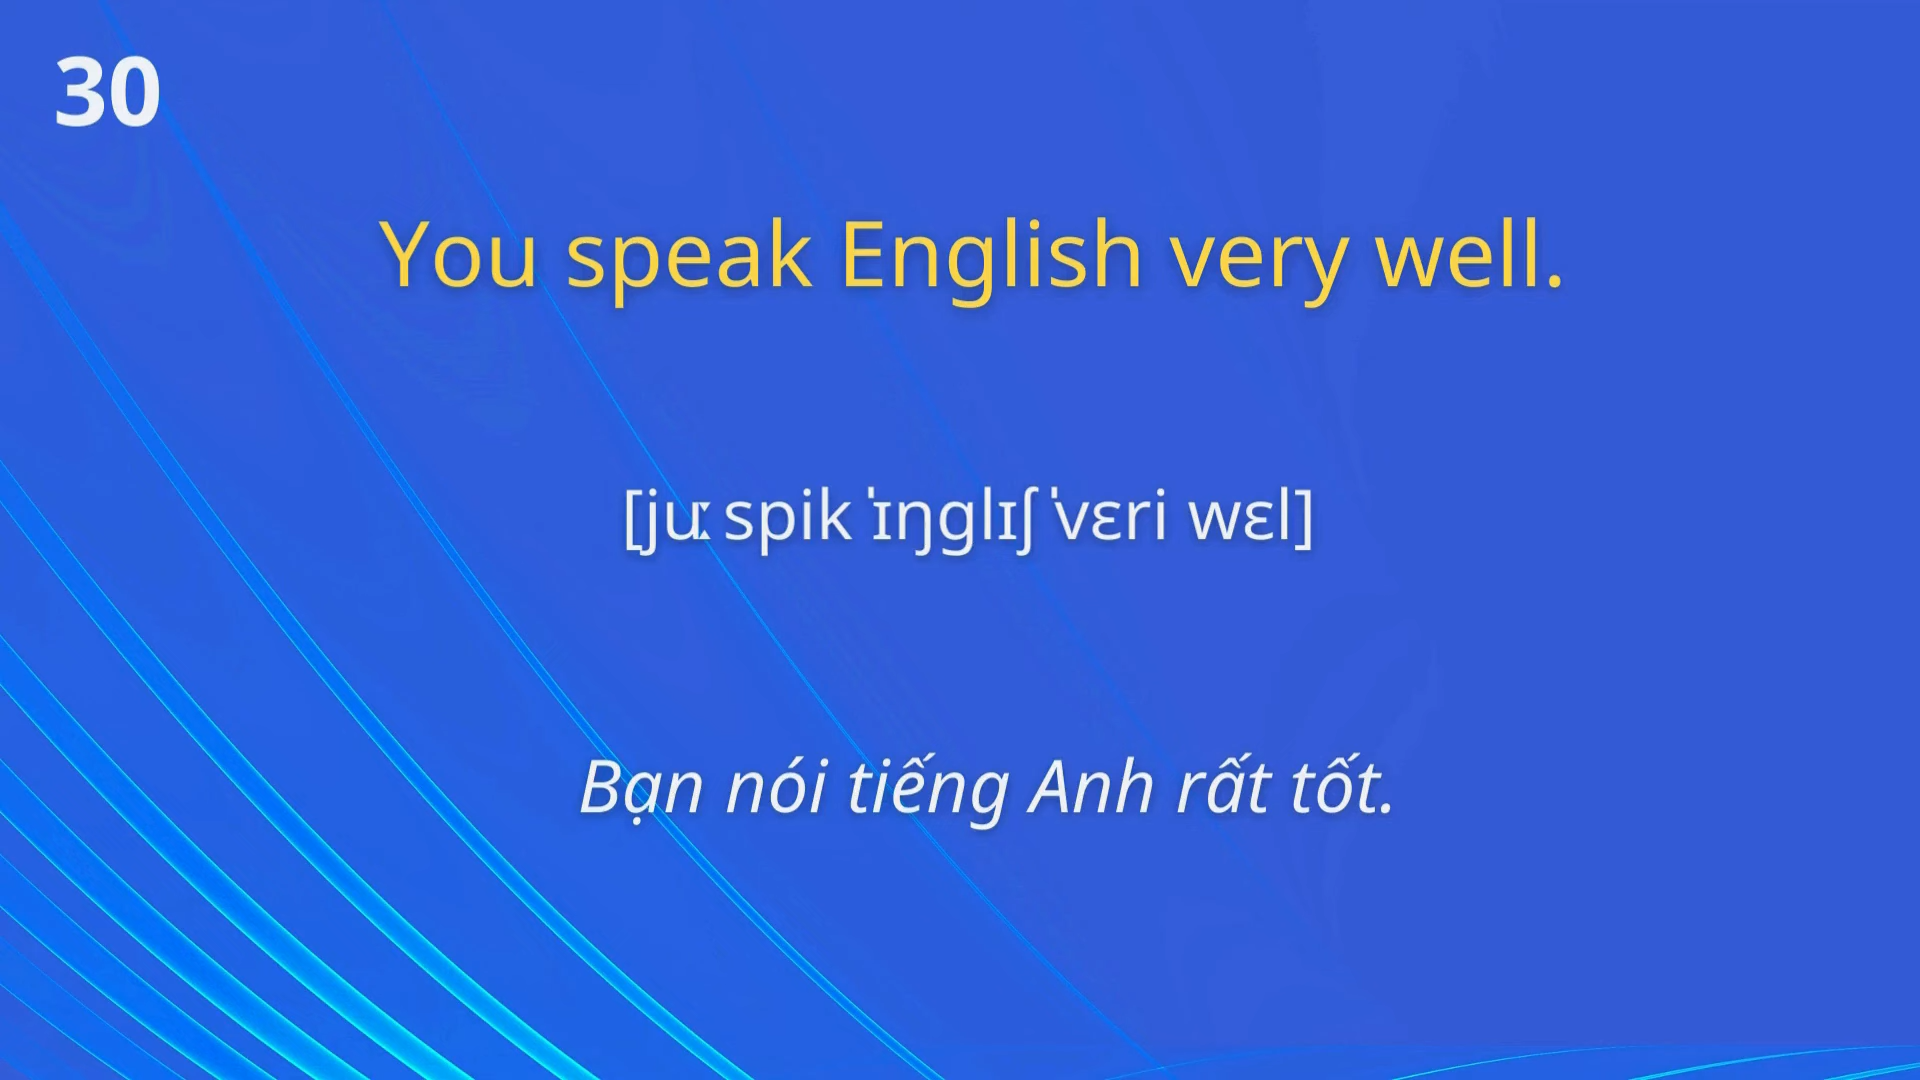 30
You speak English very well.
[juː spik ˈɪŋglɪʃ ˈvɛri wɛl]
Bạn nói tiếng Anh rất tốt.